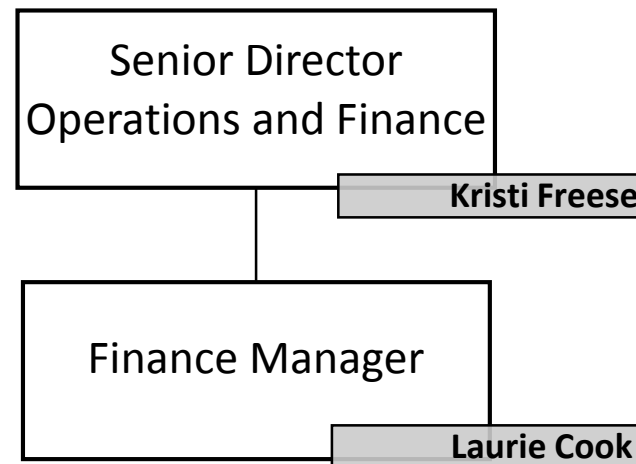 Senior Director
Operations and Finance
Kristi Freese
Finance Manager
Laurie Cook